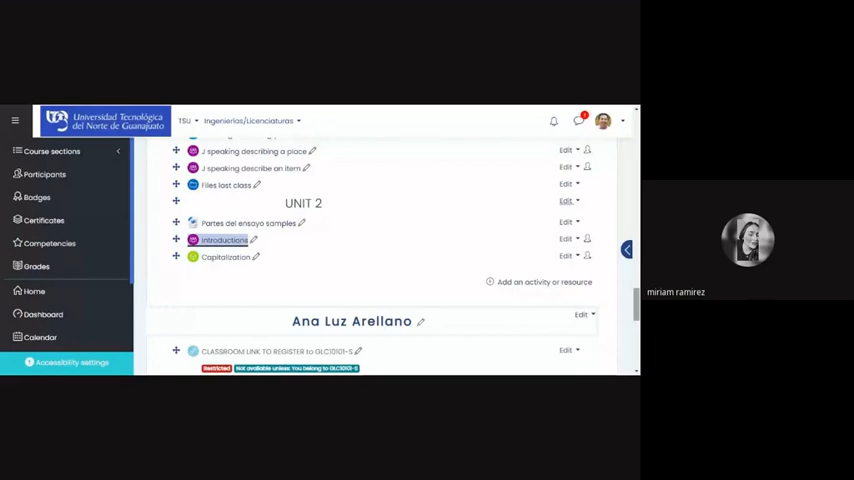 Universidad Tecnológica
del Norte de Guanajuato
TSU
Ingenierías/Licenciaturas
Course sections
Participants
Badges
Certificates
Competencies
Grades
Home
Dashboard
Calendar
Accessibility settings
J speaking describing a place
Edit
J speaking describe an item
Edit
Files last class
Edit
UNIT 2
Edit
Partes del ensayo samples
Edit
Introductions
Edit
Capitalization
Edit
Add an activity or resource
Ana Luz Arellano
Edit
CLASSROOM LINK TO REGISTER to GLC10101-S
Edit
Restricted
Not available unless: You belong to GLC10101-S
miriam ramirez